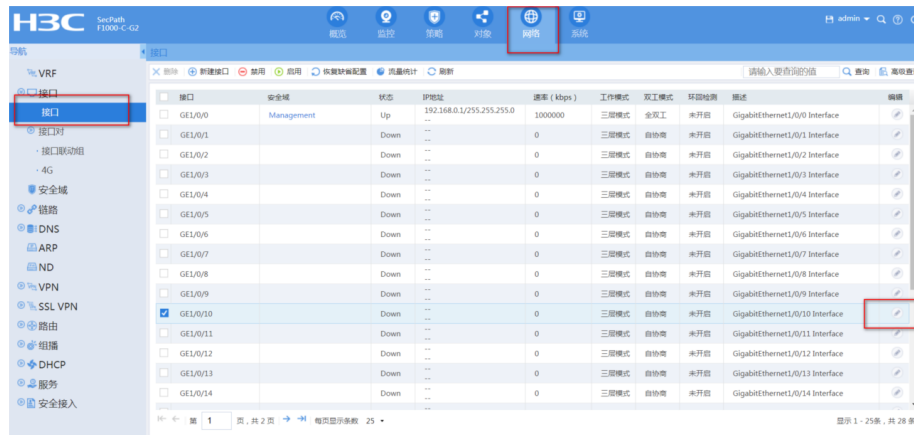 H3C SecPath F1000-C-G2
概览 监控 策略 对象 网络 系统
admin
导航
接口
VRF
接口
接口
接口对
接口联动组
4G
安全域
链路
DNS
ARP
ND
VPN
SSL VPN
路由
组播
DHCP
服务
安全接入
删除 新建接口 禁用 启用 恢复缺省配置 流量统计 刷新 请输入要查询的值 查询 高级查
接口 安全域 状态 IP地址 速率(kbps) 工作模式 双工模式 环回检测 描述 编辑
GE1/0/0 Management Up 192.168.0.1/255.255.255.0 -- 1000000 三层模式 全双工 未开启 GigabitEthernet1/0/0 Interface
GE1/0/1 Down -- -- 0 三层模式 自协商 未开启 GigabitEthernet1/0/1 Interface
GE1/0/2 Down -- -- 0 三层模式 自协商 未开启 GigabitEthernet1/0/2 Interface
GE1/0/3 Down -- -- 0 三层模式 自协商 未开启 GigabitEthernet1/0/3 Interface
GE1/0/4 Down -- -- 0 三层模式 自协商 未开启 GigabitEthernet1/0/4 Interface
GE1/0/5 Down -- -- 0 三层模式 自协商 未开启 GigabitEthernet1/0/5 Interface
GE1/0/6 Down -- -- 0 三层模式 自协商 未开启 GigabitEthernet1/0/6 Interface
GE1/0/7 Down -- -- 0 三层模式 自协商 未开启 GigabitEthernet1/0/7 Interface
GE1/0/8 Down -- -- 0 三层模式 自协商 未开启 GigabitEthernet1/0/8 Interface
GE1/0/9 Down -- -- 0 三层模式 自协商 未开启 GigabitEthernet1/0/9 Interface
GE1/0/10 Down -- -- 0 三层模式 自协商 未开启 GigabitEthernet1/0/10 Interface
GE1/0/11 Down -- -- 0 三层模式 自协商 未开启 GigabitEthernet1/0/11 Interface
GE1/0/12 Down -- -- 0 三层模式 自协商 未开启 GigabitEthernet1/0/12 Interface
GE1/0/13 Down -- -- 0 三层模式 自协商 未开启 GigabitEthernet1/0/13 Interface
GE1/0/14 Down -- -- 0 三层模式 自协商 未开启 GigabitEthernet1/0/14 Interface
第 1 页，共 2 页 每页显示条数 25 显示 1 - 25条，共 28 条